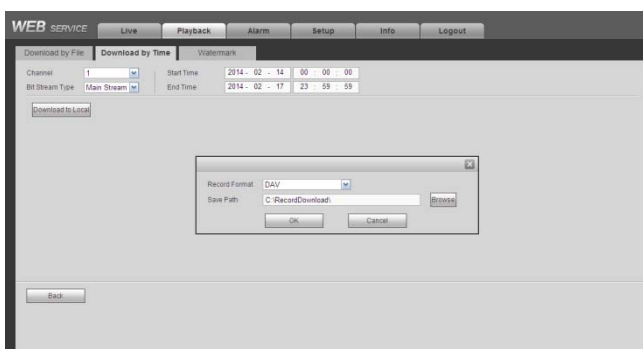 WEB SERVICE
Live Playback Alarm Setup Info Logout
Download by File Download by Time Watermark
Channel 1 Start Time 2014 - 02 - 14 00 : 00 : 00
Bit Stream Type Main Stream End Time 2014 - 02 - 17 23 : 59 : 59
Download to Local
Record Format DAV
Save Path C:\RecordDownload\ Browse
OK Cancel
Back